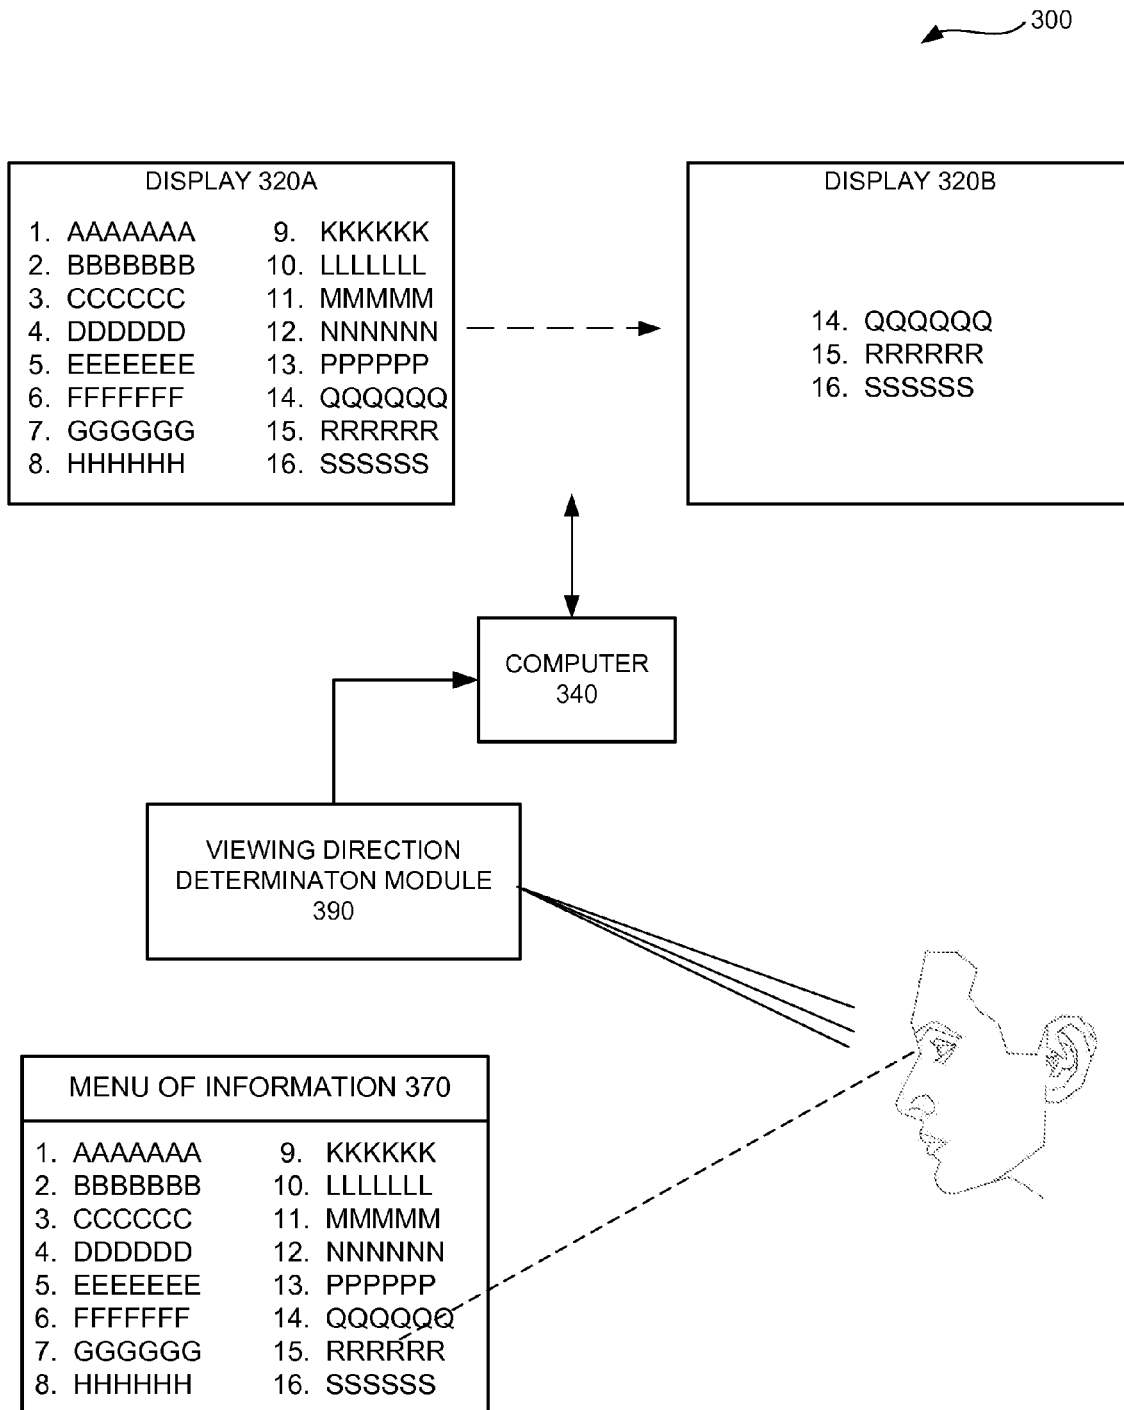 300
DISPLAY 320A
1. AAAAAAA 9. KKKKKK
2. BBBBBBB 10. LLLLLLL
3. CCCCCC 11. MMMMM
4. DDDDDD 12. NNNNNN
5. EEEEEEE 13. PPPPPP
6. FFFFFFF 14. QQQQQQ
7. GGGGGG 15. RRRRRR
8. HHHHHH 16. SSSSSS
DISPLAY 320B
14. QQQQQQ
15. RRRRRR
16. SSSSSS
COMPUTER
340
VIEWING DIRECTION
DETERMINATON MODULE
390
MENU OF INFORMATION 370
1. AAAAAAA 9. KKKKKK
2. BBBBBBB 10. LLLLLLL
3. CCCCCC 11. MMMMM
4. DDDDDD 12. NNNNNN
5. EEEEEEE 13. PPPPPP
6. FFFFFFF 14. QQQQQQ
7. GGGGGG 15. RRRRRR
8. HHHHHH 16. SSSSSS